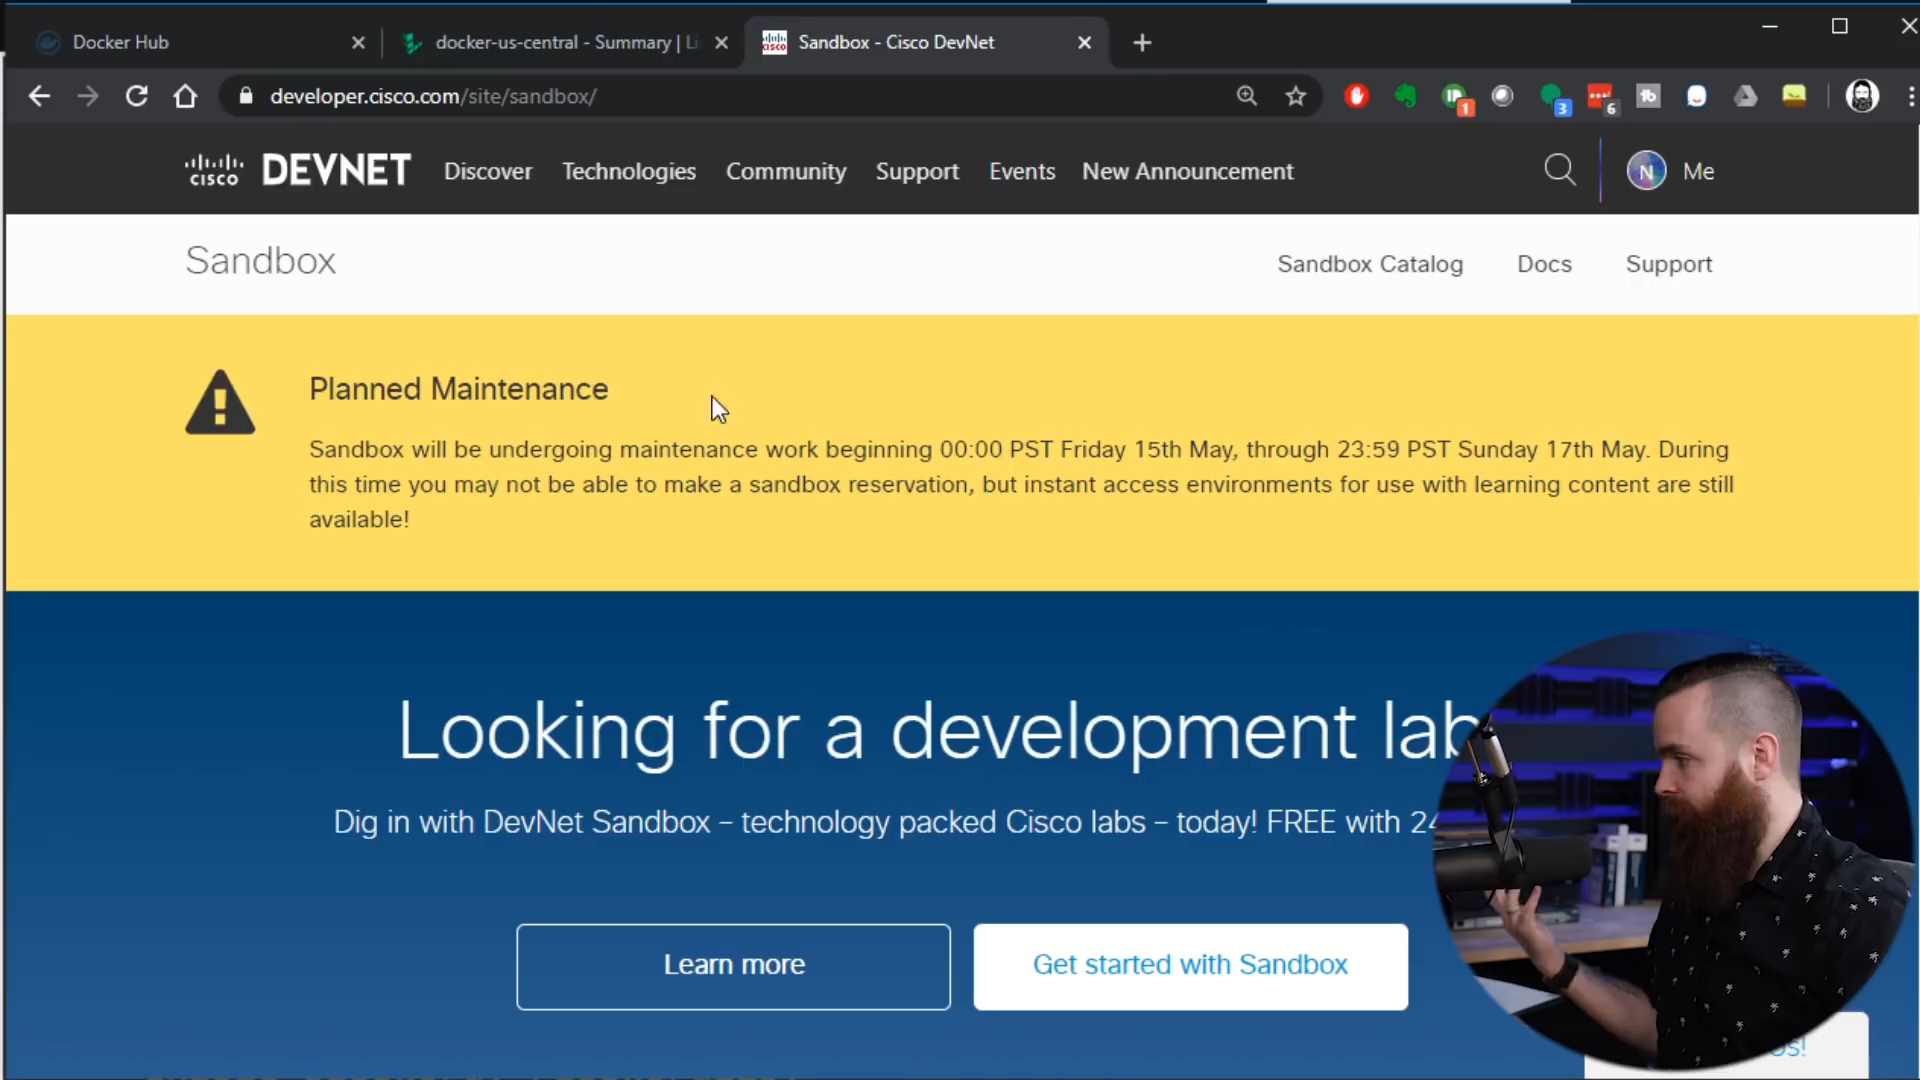 Docker Hub
docker-us-central - Summary | Li
Sandbox - Cisco DevNet
developer.cisco.com/site/sandbox/
1
3
6
CISCO DEVNET
Discover
Technologies
Community
Support
Events
New Announcement
N
Me
Sandbox
Sandbox Catalog
Docs
Support
Planned Maintenance
Sandbox will be undergoing maintenance work beginning 00:00 PST Friday 15th May, through 23:59 PST Sunday 17th May. During
this time you may not be able to make a sandbox reservation, but instant access environments for use with learning content are still
available!
Looking for a development lab
Dig in with DevNet Sandbox – technology packed Cisco labs – today! FREE with 24
Learn more
Get started with Sandbox